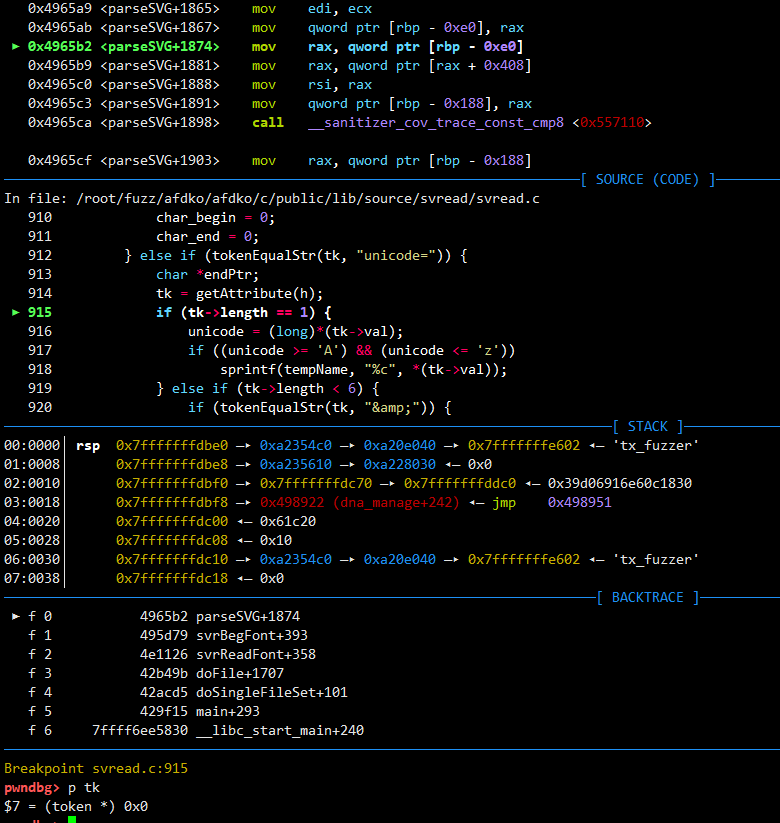 0x4965a9 <parseSVG+1865> mov edi, ecx
0x4965ab <parseSVG+1867> mov qword ptr [rbp - 0xe0], rax
► 0x4965b2 <parseSVG+1874> mov rax, qword ptr [rbp - 0xe0]
0x4965b9 <parseSVG+1881> mov rax, qword ptr [rax + 0x408]
0x4965c0 <parseSVG+1888> mov rsi, rax
0x4965c3 <parseSVG+1891> mov qword ptr [rbp - 0x188], rax
0x4965ca <parseSVG+1898> call __sanitizer_cov_trace_const_cmp8 <0x557110>
0x4965cf <parseSVG+1903> mov rax, qword ptr [rbp - 0x188]
[ SOURCE (CODE) ]
In file: /root/fuzz/afdko/afdko/c/public/lib/source/svread/svread.c
910 char_begin = 0;
911 char_end = 0;
912 } else if (tokenEqualStr(tk, "unicode=")) {
913 char *endPtr;
914 tk = getAttribute(h);
► 915 if (tk->length == 1) {
916 unicode = (long)*(tk->val);
917 if ((unicode >= 'A') && (unicode <= 'z'))
918 sprintf(tempName, "%c", *(tk->val));
919 } else if (tk->length < 6) {
920 if (tokenEqualStr(tk, "&amp;")) {
[ STACK ]
00:0000│ rsp 0x7fffffffdbe0 —▸ 0xa2354c0 —▸ 0xa20e040 —▸ 0x7fffffffe602 ◂— 'tx_fuzzer'
01:0008│ 0x7fffffffdbe8 —▸ 0xa235610 —▸ 0xa228030 ◂— 0x0
02:0010│ 0x7fffffffdbf0 —▸ 0x7fffffffdc70 —▸ 0x7fffffffddc0 ◂— 0x39d06916e60c1830
03:0018│ 0x7fffffffdbf8 —▸ 0x498922 (dna_manage+242) ◂— jmp 0x498951
04:0020│ 0x7fffffffdc00 ◂— 0x61c20
05:0028│ 0x7fffffffdc08 ◂— 0x10
06:0030│ 0x7fffffffdc10 —▸ 0xa2354c0 —▸ 0xa20e040 —▸ 0x7fffffffe602 ◂— 'tx_fuzzer'
07:0038│ 0x7fffffffdc18 ◂— 0x0
[ BACKTRACE ]
► f 0 4965b2 parseSVG+1874
f 1 495d79 svrBegFont+393
f 2 4e1126 svrReadFont+358
f 3 42b49b doFile+1707
f 4 42acd5 doSingleFileSet+101
f 5 429f15 main+293
f 6 7ffff6ee5830 __libc_start_main+240
Breakpoint svread.c:915
pwndbg> p tk
$7 = (token *) 0x0